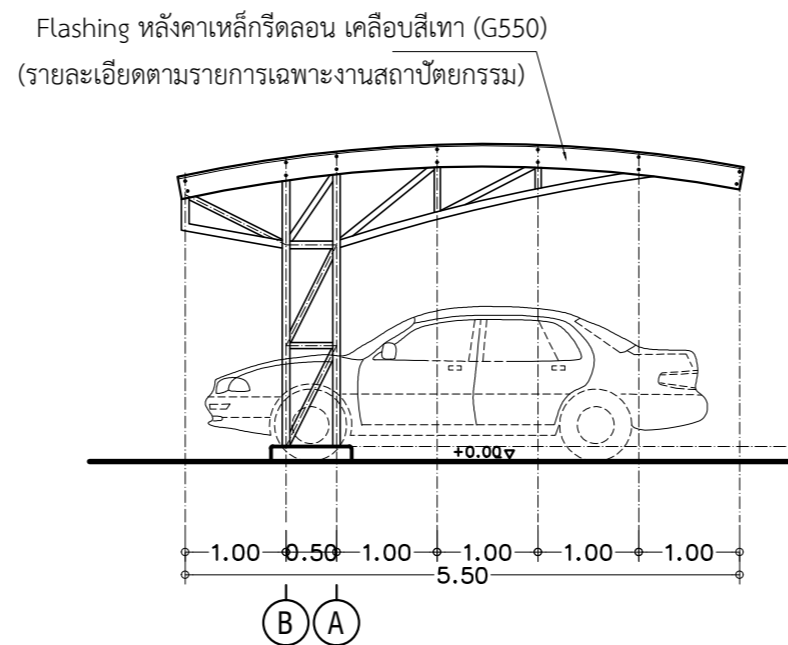 Flashing หลังคาเหล็กรีดลอน เคลือบสีเทา (G550)
(รายละเอียดตามรายการเฉพาะงานสถาปัตยกรรม)
+0.00
1.00 0.50 1.00 1.00 1.00 1.00
5.50
B A